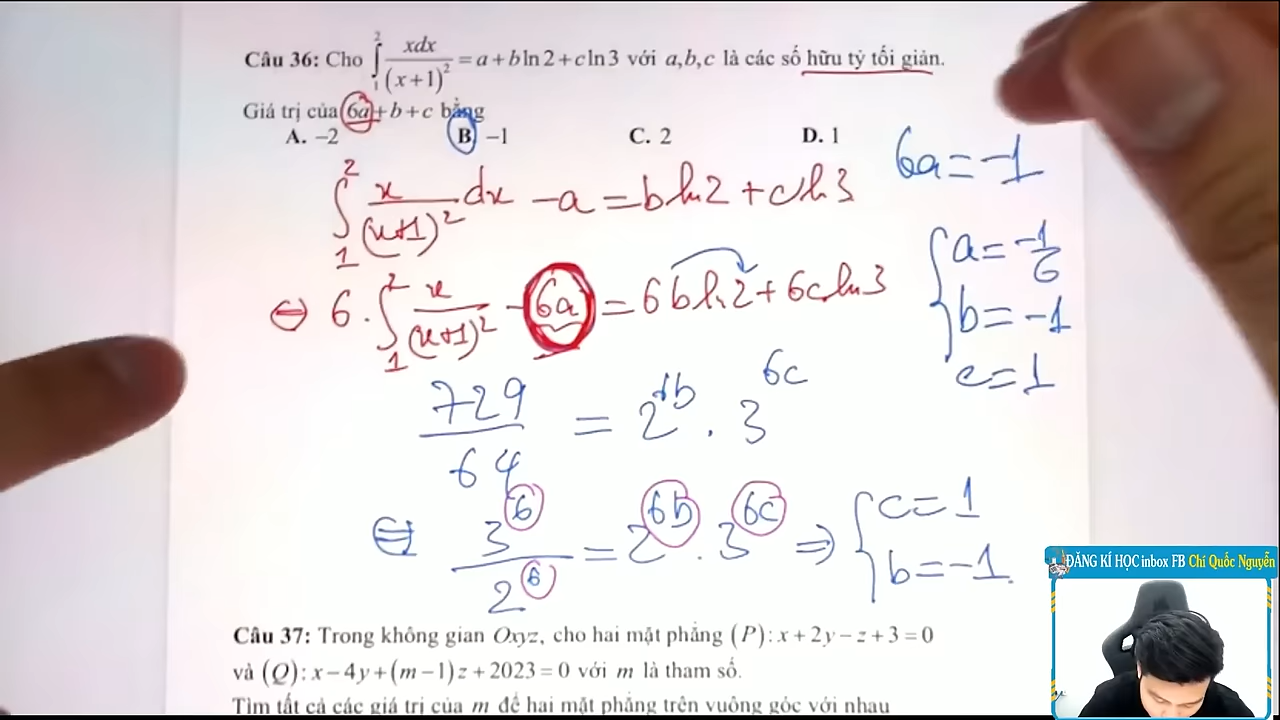 Câu 36: Cho ∫₁² xdx/(x+1)² = a + b ln 2 + c ln 3 với a,b,c là các số hữu tỷ tối giản.
Giá trị của 6a + b + c bằng
A. −2 B. −1 C. 2 D. 1
6a = −1
∫₁² x/(x+1)² dx − a = b ln 2 + c ln 3
⇔ 6. ∫₁² x/(x+1)² − 6a = 6b ln 2 + 6c ln 3
{ a = −1/6
b = −1
c = 1
729/64 = 2^6b . 3^6c
⇔ 3^6/2^6 = 2^6b . 3^6c ⇒ { c = 1
b = −1.
ĐĂNG KÍ HỌC inbox FB Chí Quốc Nguyễn
Câu 37: Trong không gian Oxyz, cho hai mặt phẳng (P): x + 2y − z + 3 = 0
và (Q): x − 4y + (m − 1)z + 2023 = 0 với m là tham số.
Tìm tất cả các giá trị của m để hai mặt phẳng trên vuông góc với nhau